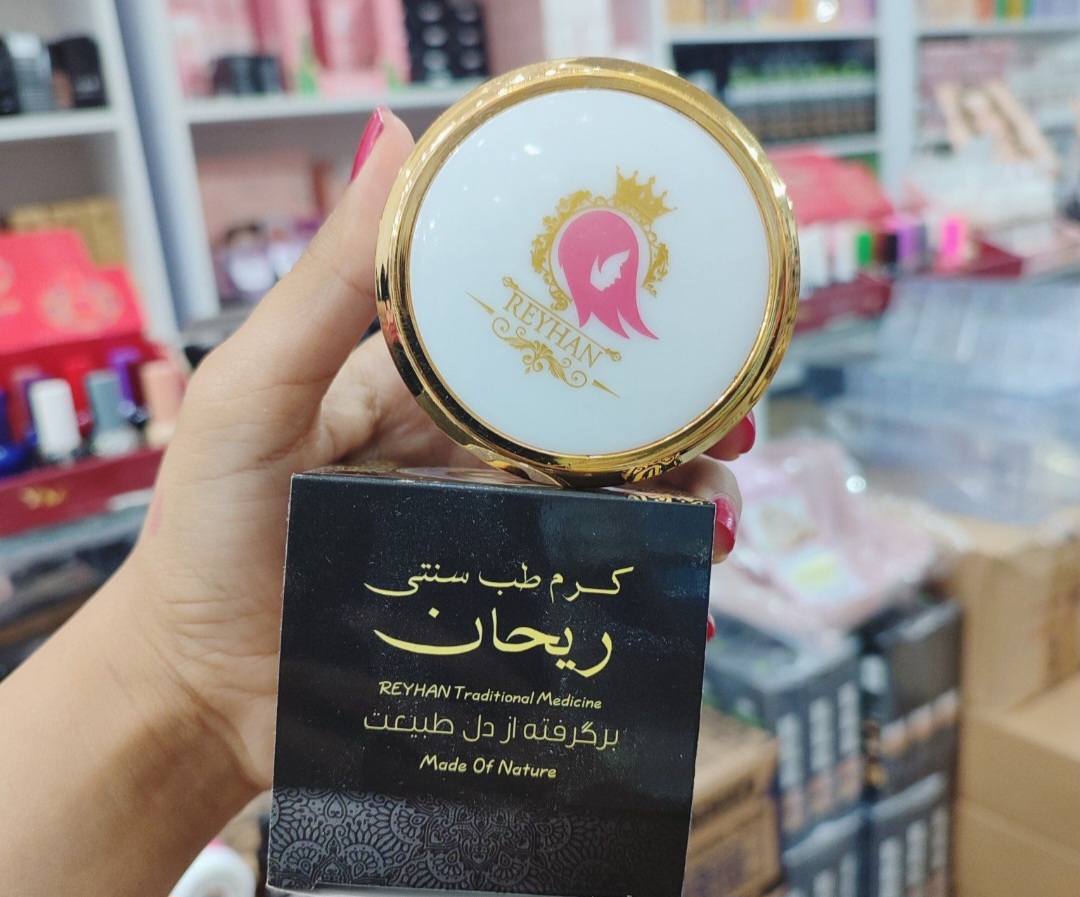 REYHAN
کرم طب سنتی
ریحان
REYHAN Traditional Medicine
برگرفته از دل طبیعت
Made Of Nature